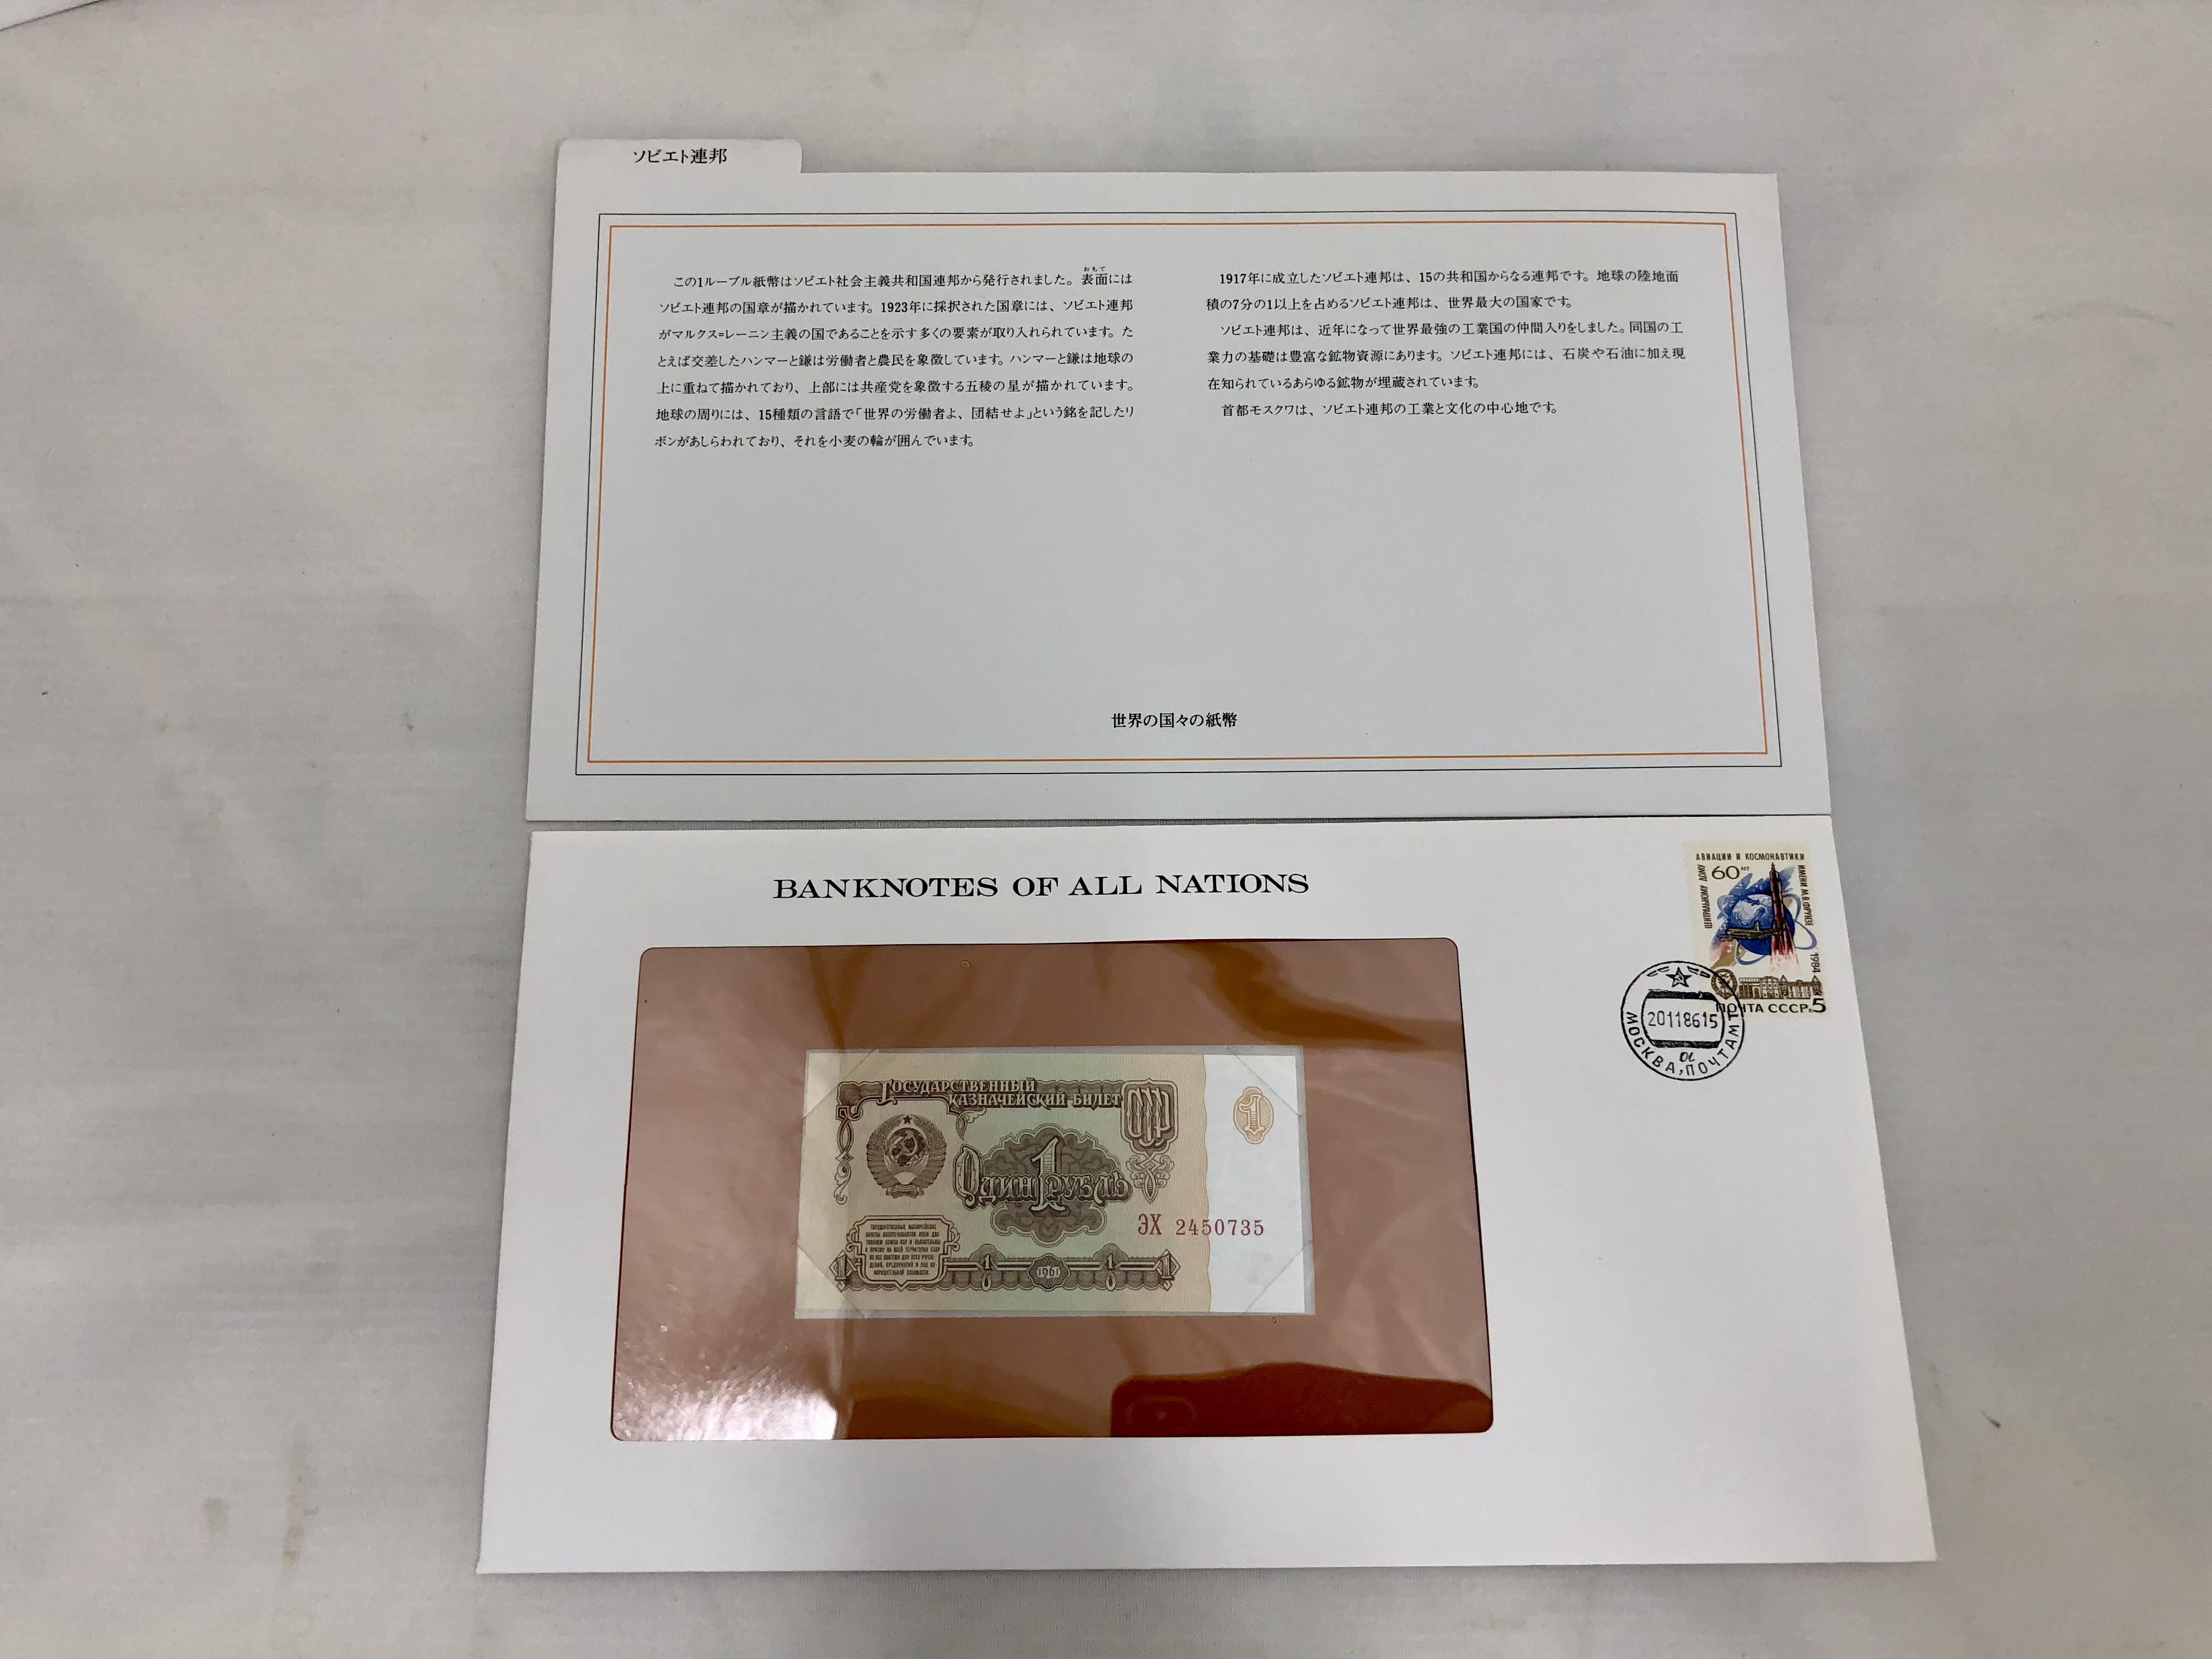 ソビエト連邦
この1ルーブル紙幣はソビエト社会主義共和国連邦から発行されました。表面には
おもて
ソビエト連邦の国章が描かれています。1923年に採択された国章には、ソビエト連邦
がマルクス=レーニン主義の国であることを示す多くの要素が取り入れられています。た
とえば交差したハンマーと鎌は労働者と農民を象徴しています。ハンマーと鎌は地球の
上に重ねて描かれており、上部には共産党を象徴する五稜の星が描かれています。
地球の周りには、15種類の言語で「世界の労働者よ、団結せよ」という銘を記したリ
ボンがあしらわれており、それを小麦の輪が囲んでいます。
1917年に成立したソビエト連邦は、15の共和国からなる連邦です。地球の陸地面
積の7分の1以上を占めるソビエト連邦は、世界最大の国家です。
ソビエト連邦は、近年になって世界最強の工業国の仲間入りをしました。同国の工
業力の基礎は豊富な鉱物資源にあります。ソビエト連邦には、石炭や石油に加え現
在知られているあらゆる鉱物が埋蔵されています。
首都モスクワは、ソビエト連邦の工業と文化の中心地です。
世界の国々の紙幣
BANKNOTES OF ALL NATIONS
АВИАЦИИ И КОСМОНАВТИКИ
ЦЕНТРАЛЬНОМУ ДОМУ
60 ЛЕТ
ИМЕНИ М.В.ФРУНЗЕ
1984
ПОЧТА СССР К 5
20118615
МОСКВА, ПОЧТАМТ
ГОСУДАРСТВЕННЫЙ
КАЗНАЧЕЙСКИЙ БИЛЕТ
1
ОДИН 1 РУБЛЬ
ЭХ 2450735
ГОСУДАРСТВЕННЫЕ КАЗНАЧЕЙСКИЕ
1 1 1961 1 1